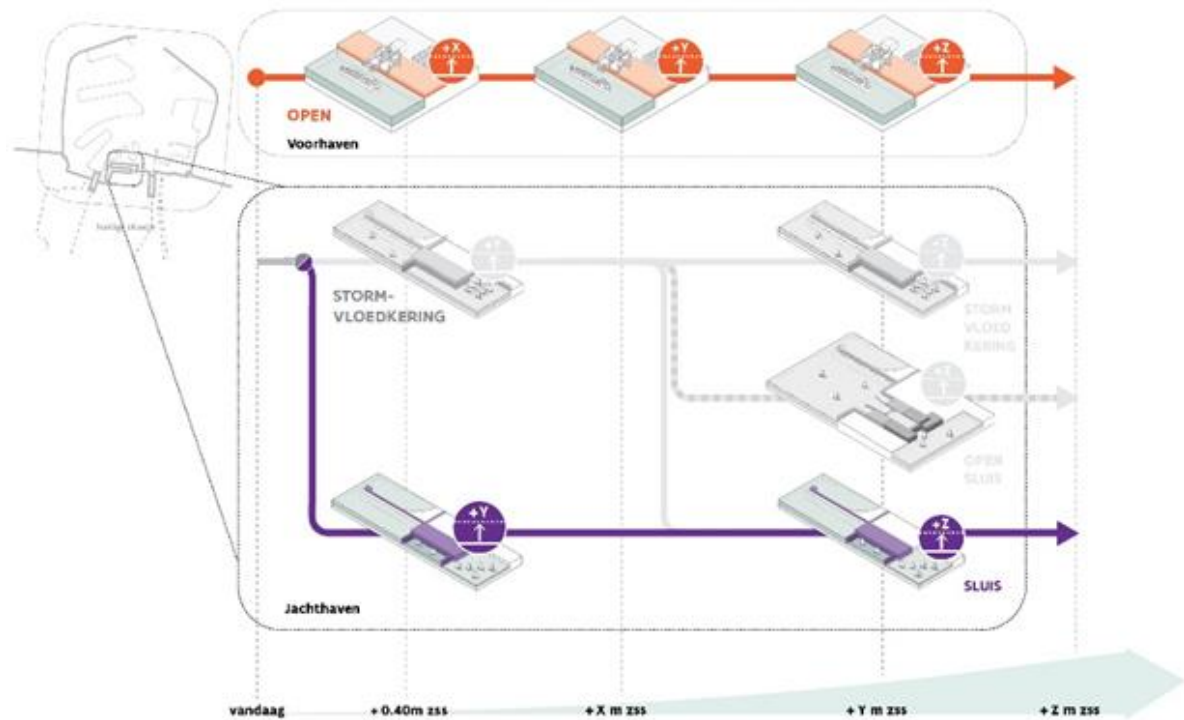 +X
+Y
+Z
OPEN
Voorhaven
+Y
+Z
STORM-
VLOEDKERING
STORM
VLOED
KERING
+Z
OPEN
SLUIS
+Y
+Z
SLUIS
Jachthaven
vandaag
+ 0.40m zss
+ X m zss
+ Y m zss
+ Z m zss